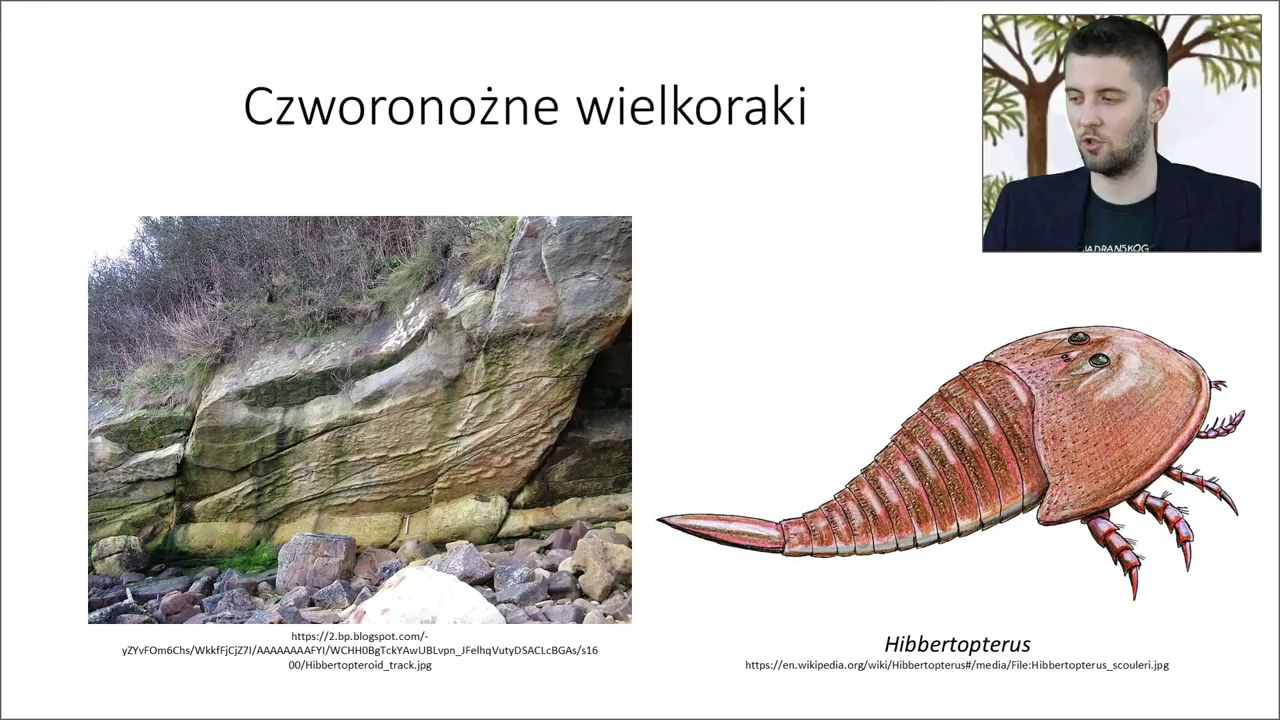 Czworonożne wielkoraki
JADRANSKOG
https://2.bp.blogspot.com/-
yZYvFOm6Chs/WkkfFjCjZ7I/AAAAAAAAFYI/WCHH0BgTckYAwUBLvpn_JFelhqVutyDSACLcBGAs/s16
00/Hibbertopteroid_track.jpg
Hibbertopterus
https://en.wikipedia.org/wiki/Hibbertopterus#/media/File:Hibbertopterus_scouleri.jpg